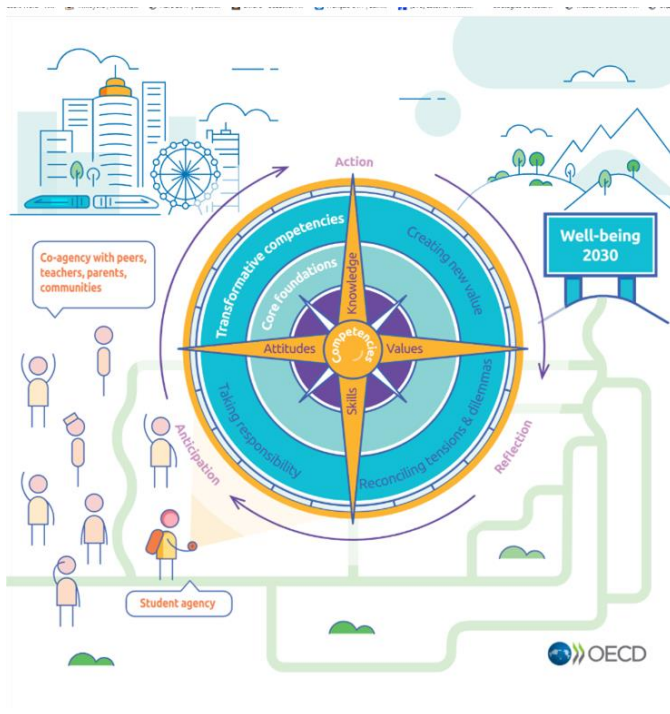 Action
Transformative competencies
Creating new value
Core foundations
Knowledge
Well-being
2030
Co-agency with peers,
teachers, parents,
communities
Attitudes
Competencies
Values
Skills
Taking responsibility
Reconciling tensions & dilemmas
Anticipation
Reflection
Student agency
OECD